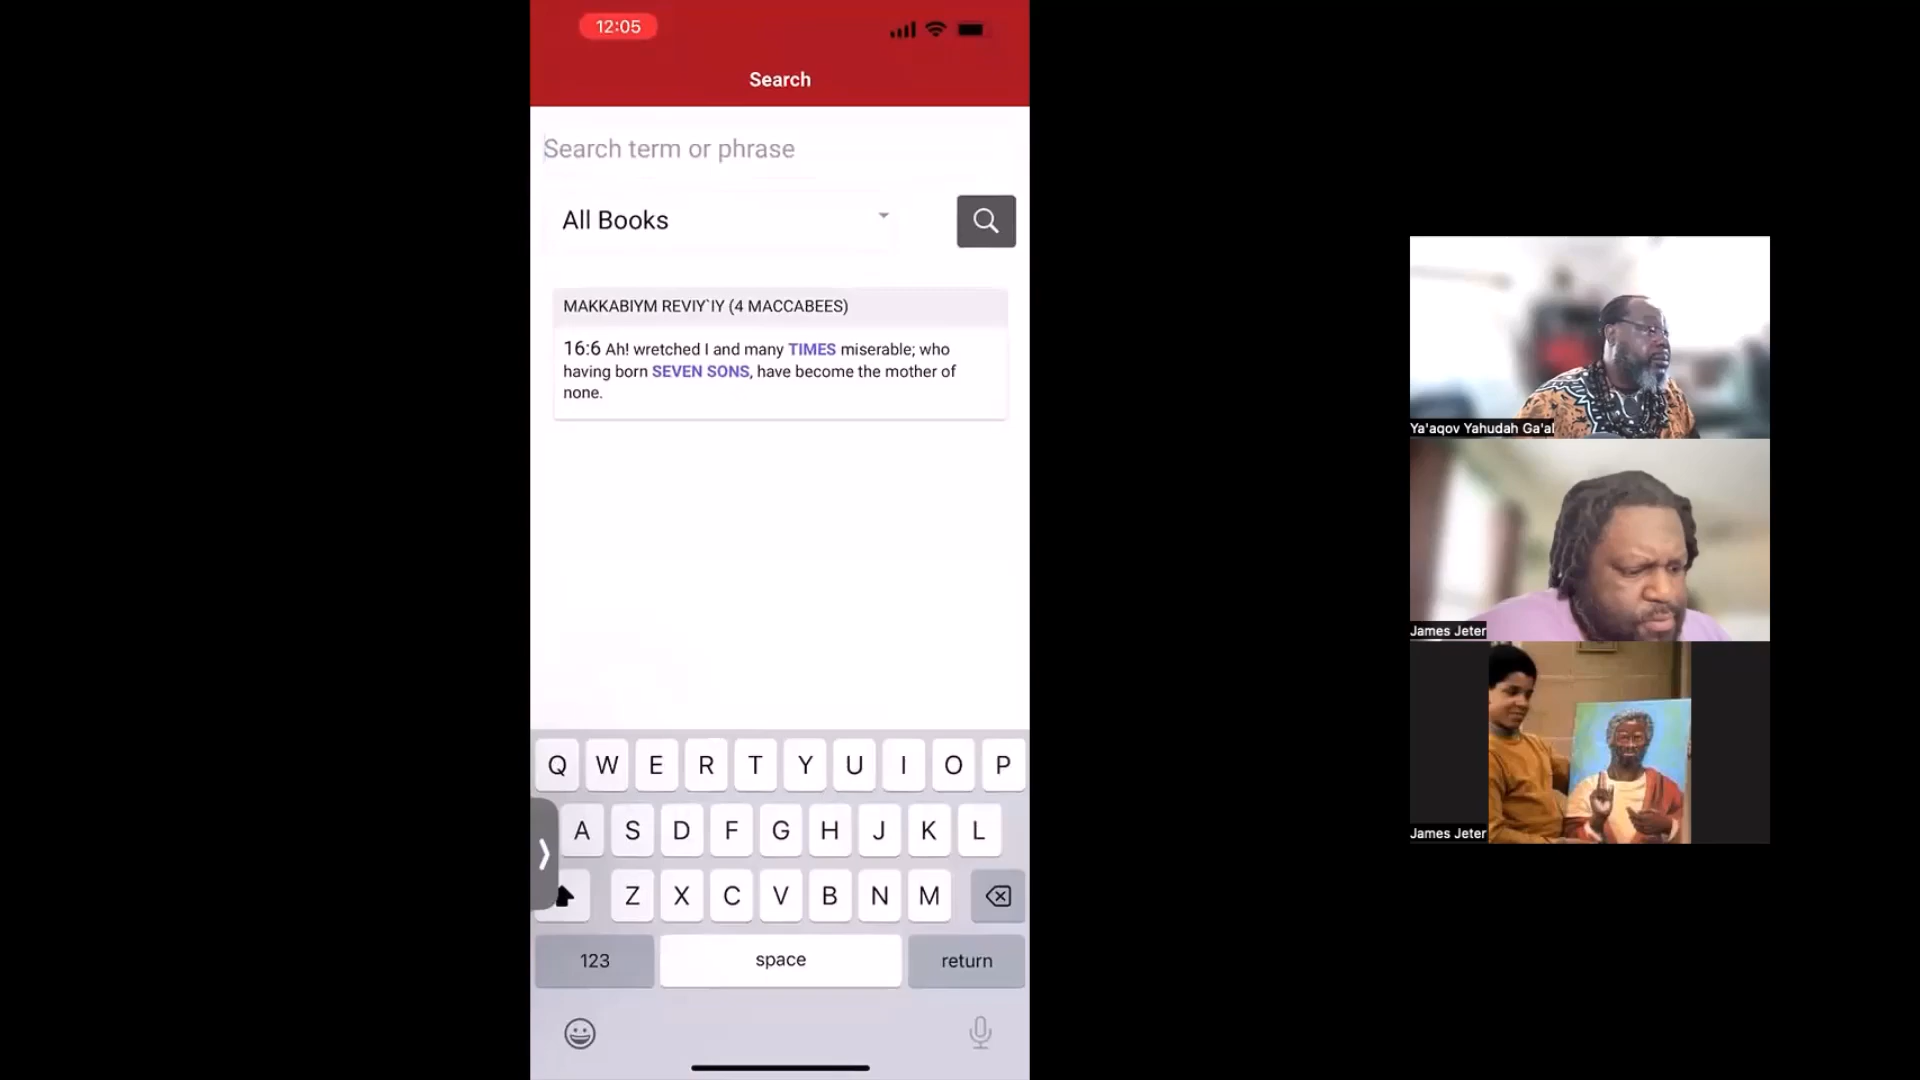 12:05
Search
Search term or phrase
All Books
MAKKABIYM REVIY`IY (4 MACCABEES)
16:6 Ah! wretched I and many TIMES miserable; who
having born SEVEN SONS, have become the mother of
none.
Q W E R T Y U I O P
A S D F G H J K L
Z X C V B N M
123 space return
Ya'aqov Yahudah Ga'al
James Jeter
James Jeter